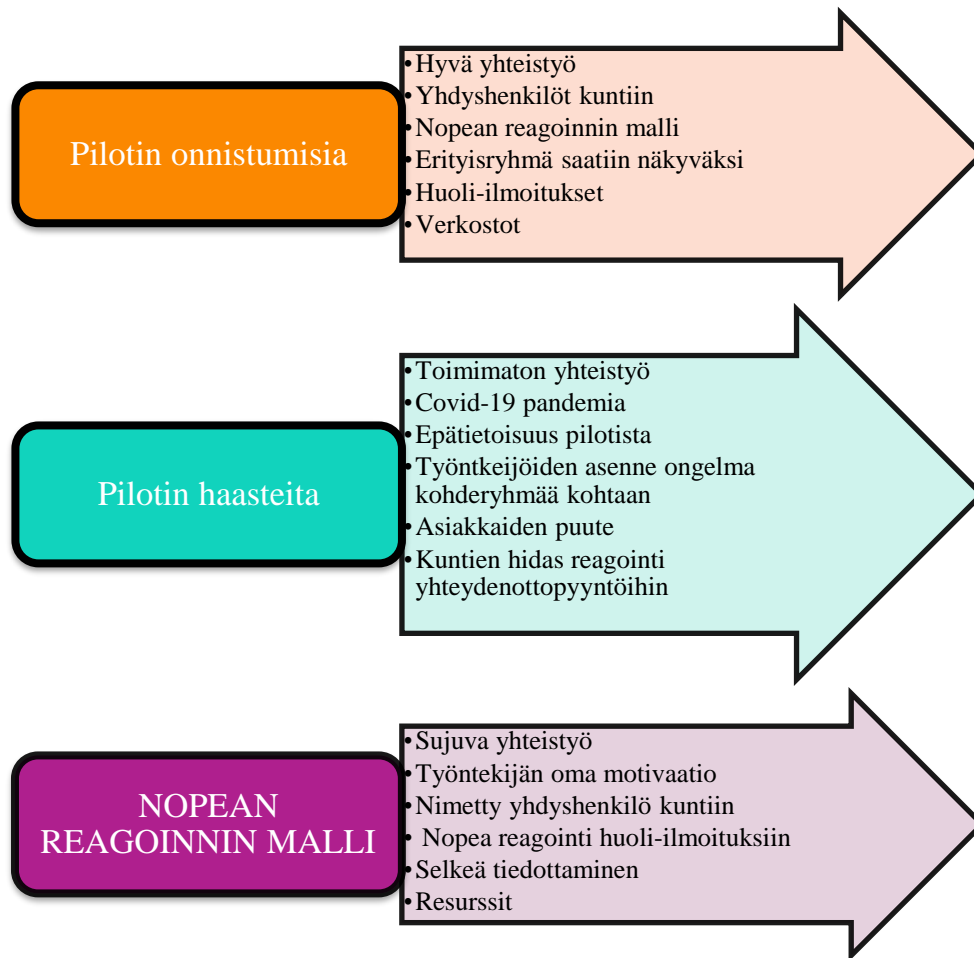 Pilotin onnistumisia
•Hyvä yhteistyö
•Yhdyshenkilöt kuntiin
•Nopean reagoinnin malli
•Erityisryhmä saatiin näkyväksi
•Huoli-ilmoitukset
•Verkostot
Pilotin haasteita
•Toimimaton yhteistyö
•Covid-19 pandemia
•Epätietoisuus pilotista
•Työntkeijöiden asenne ongelma
kohderyhmää kohtaan
•Asiakkaiden puute
•Kuntien hidas reagointi
yhteydenottopyyntöihin
NOPEAN
REAGOINNIN MALLI
•Sujuva yhteistyö
•Työntekijän oma motivaatio
•Nimetty yhdyshenkilö kuntiin
• Nopea reagointi huoli-ilmoituksiin
•Selkeä tiedottaminen
•Resurssit